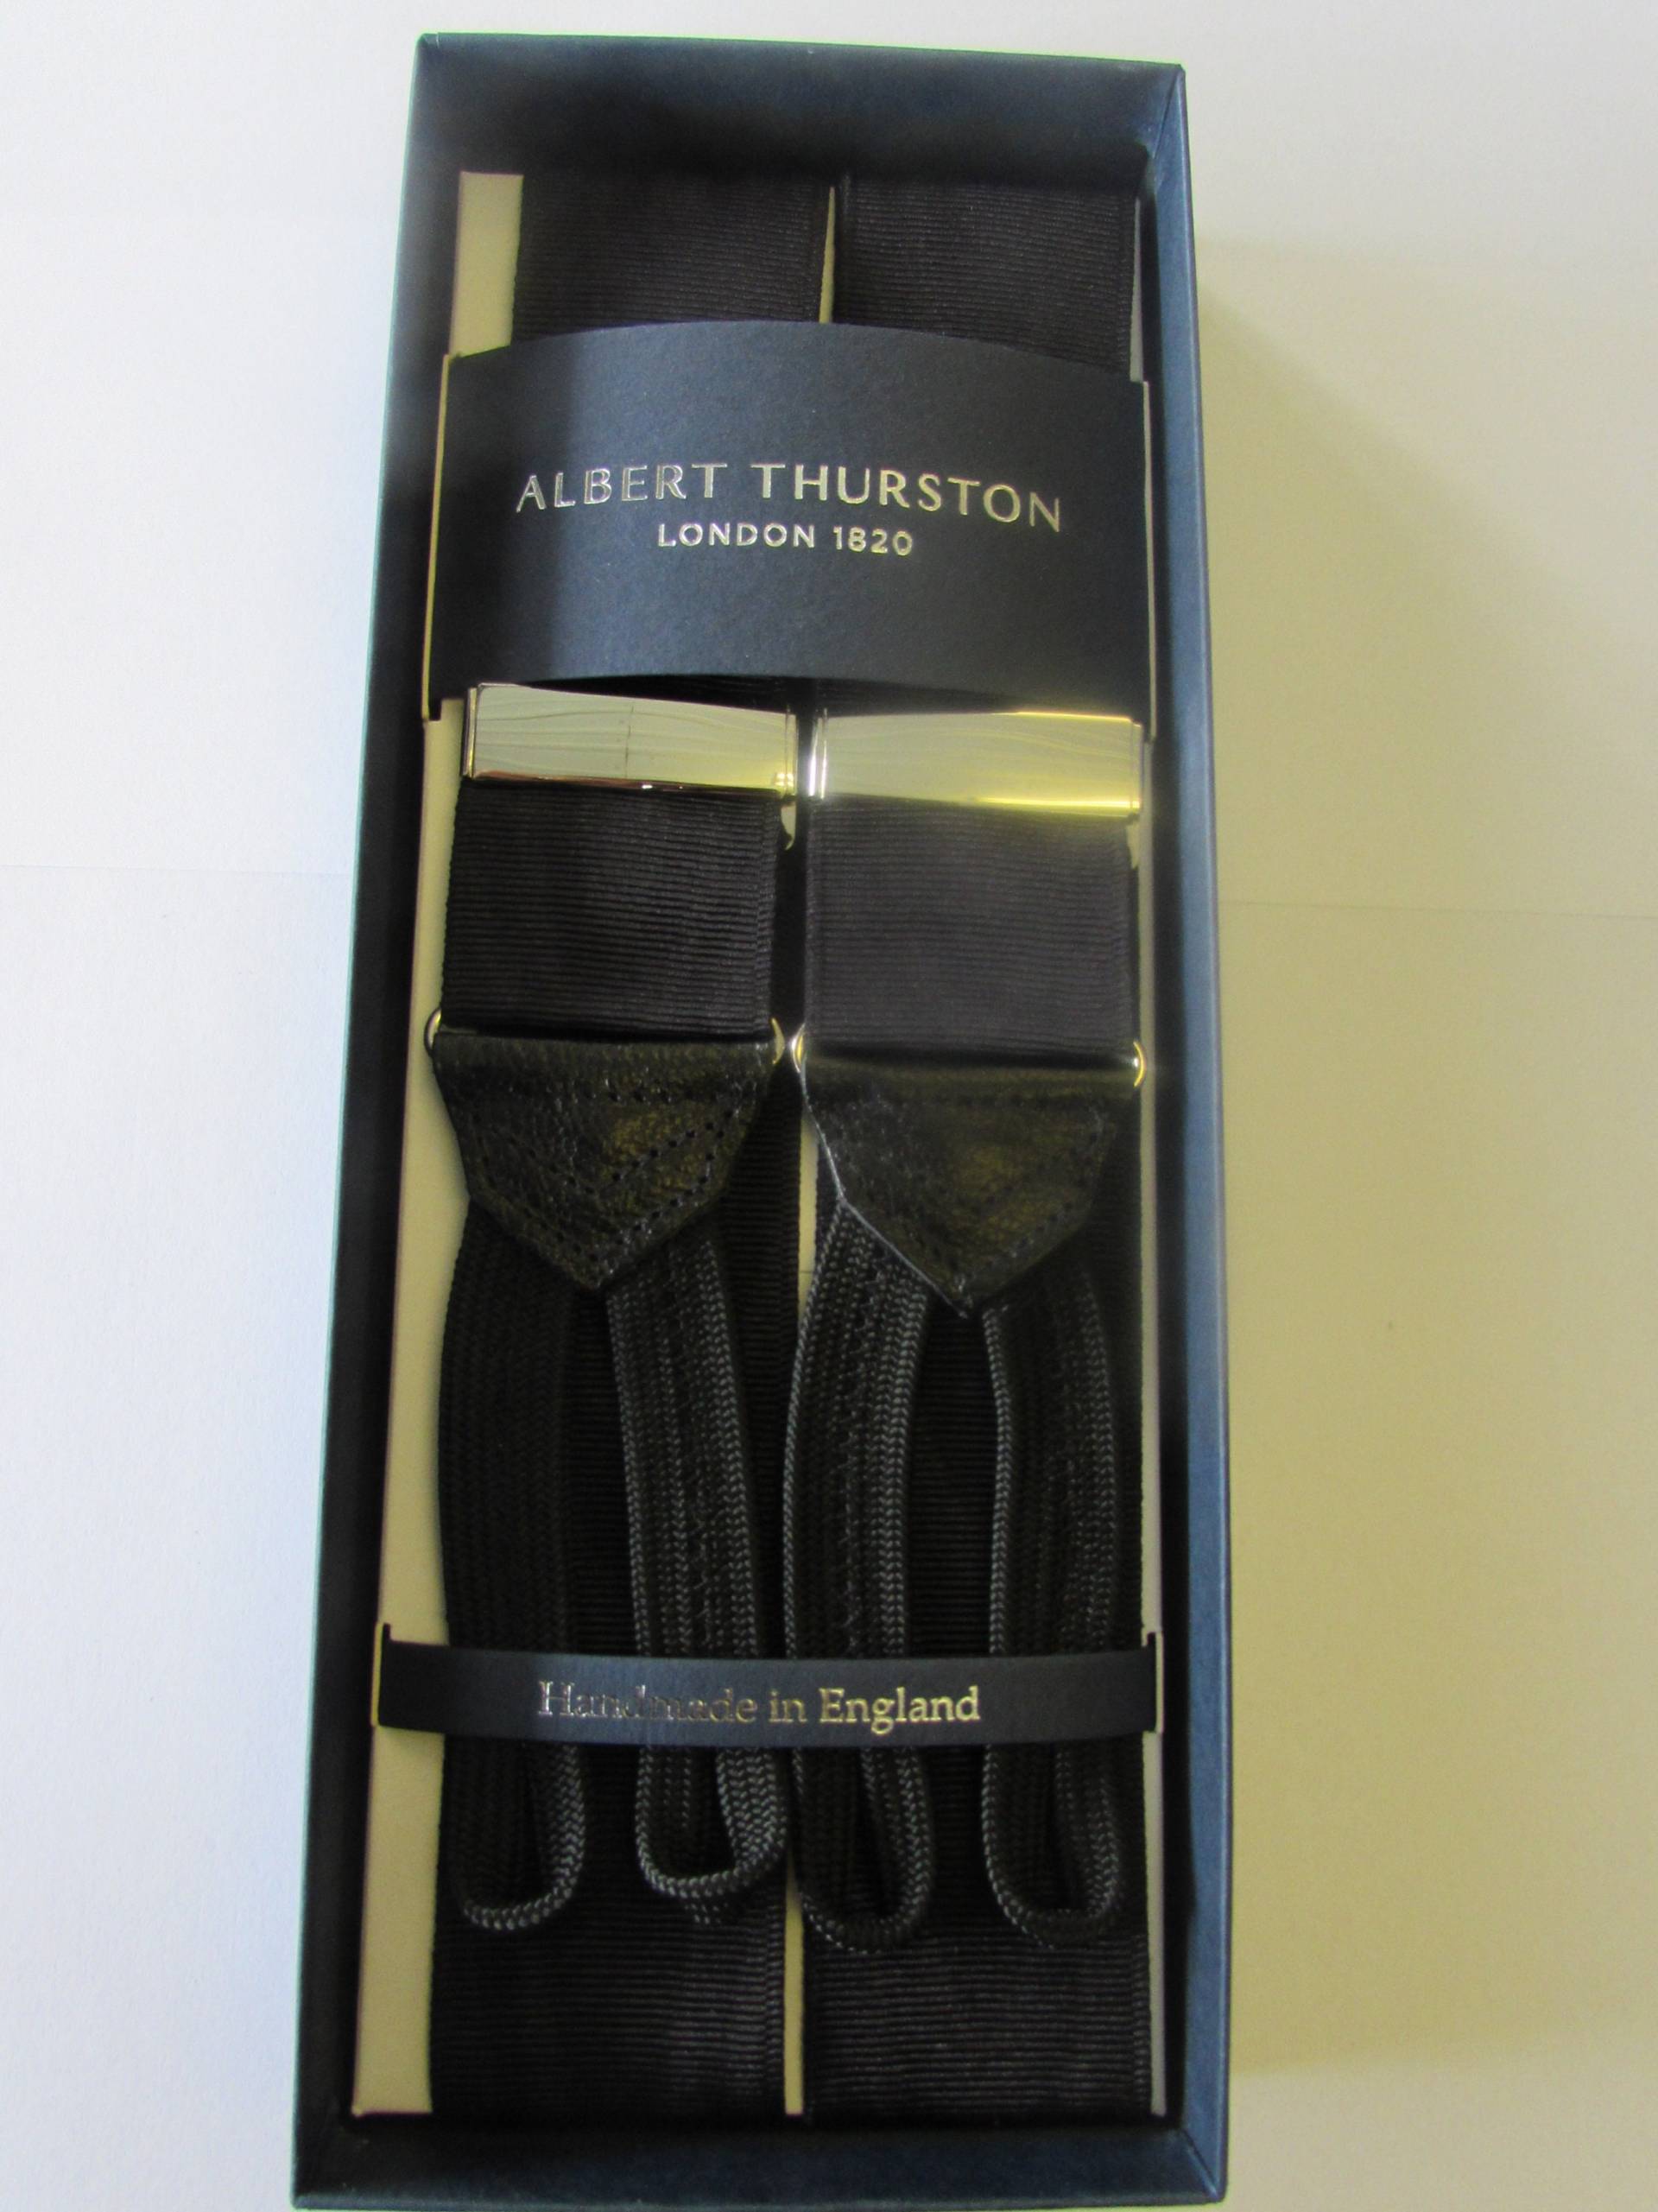 ALBERT THURSTON
LONDON 1820
Handmade in England